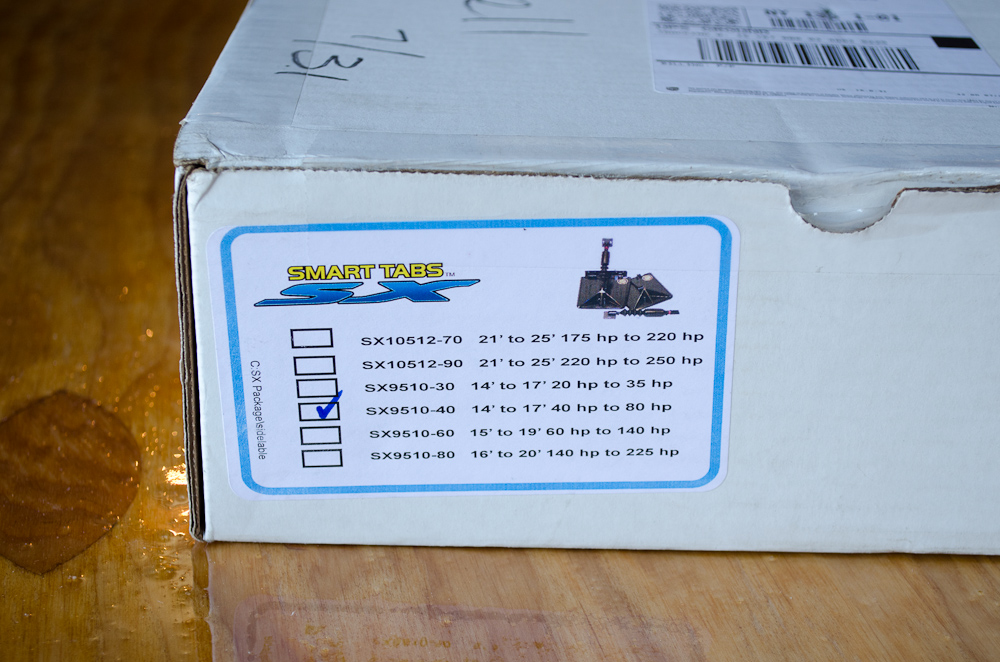 7/31
SMART TABS™
SX
SX10512-70 21' to 25' 175 hp to 220 hp
SX10512-90 21' to 25' 220 hp to 250 hp
SX9510-30 14' to 17' 20 hp to 35 hp
SX9510-40 14' to 17' 40 hp to 80 hp
SX9510-60 15' to 19' 60 hp to 140 hp
SX9510-80 16' to 20' 140 hp to 225 hp
C:SX Package\sidelable